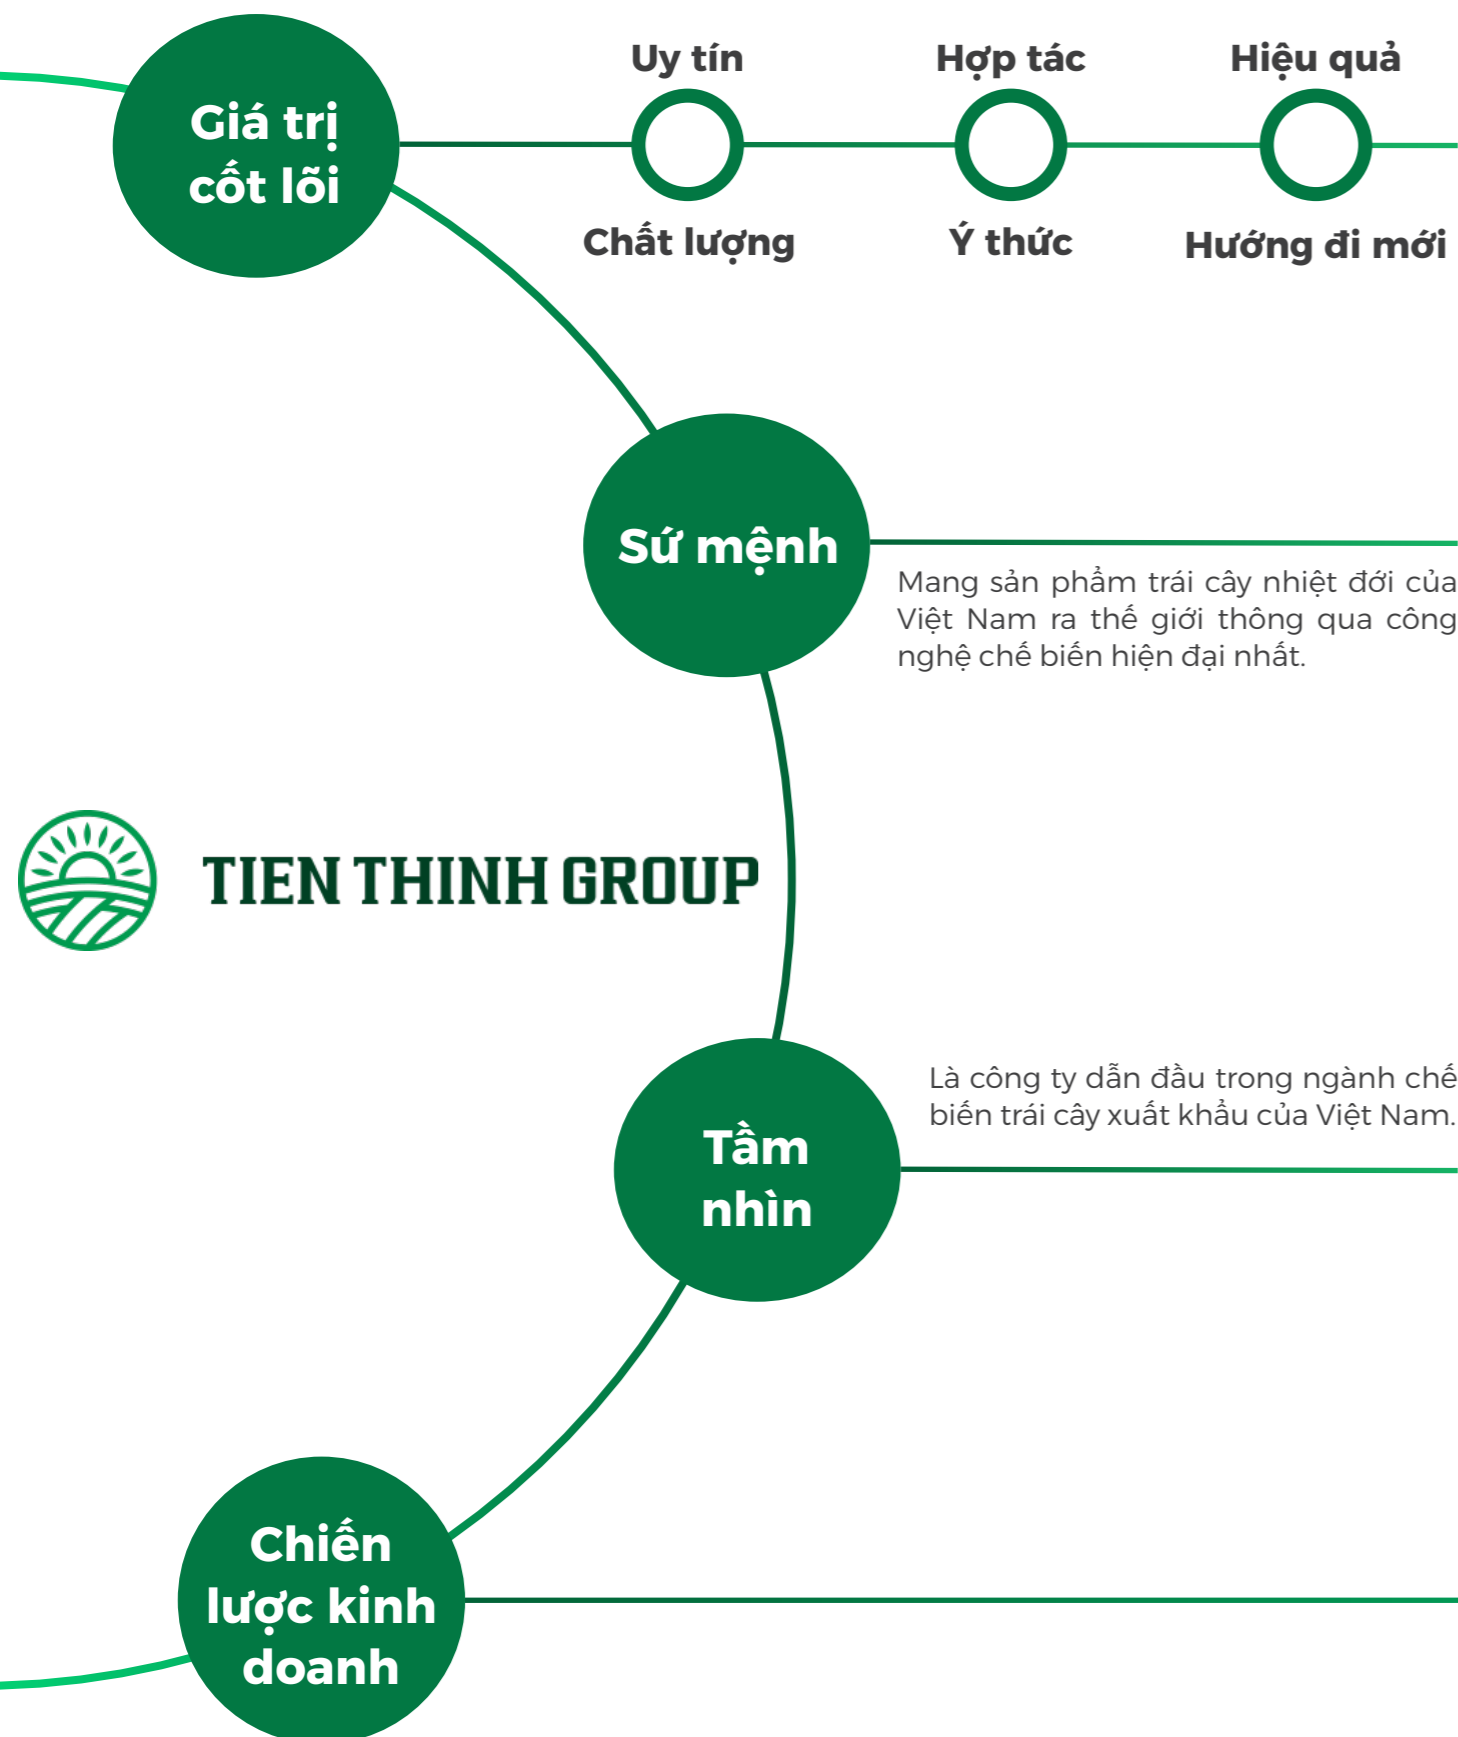 Giá trị
cốt lõi
Uy tín
Hợp tác
Hiệu quả
Chất lượng
Ý thức
Hướng đi mới
Sứ mệnh
Mang sản phẩm trái cây nhiệt đới của
Việt Nam ra thế giới thông qua công
nghệ chế biến hiện đại nhất.
TIEN THINH GROUP
Tầm
nhìn
Là công ty dẫn đầu trong ngành chế
biến trái cây xuất khẩu của Việt Nam.
Chiến
lược kinh
doanh